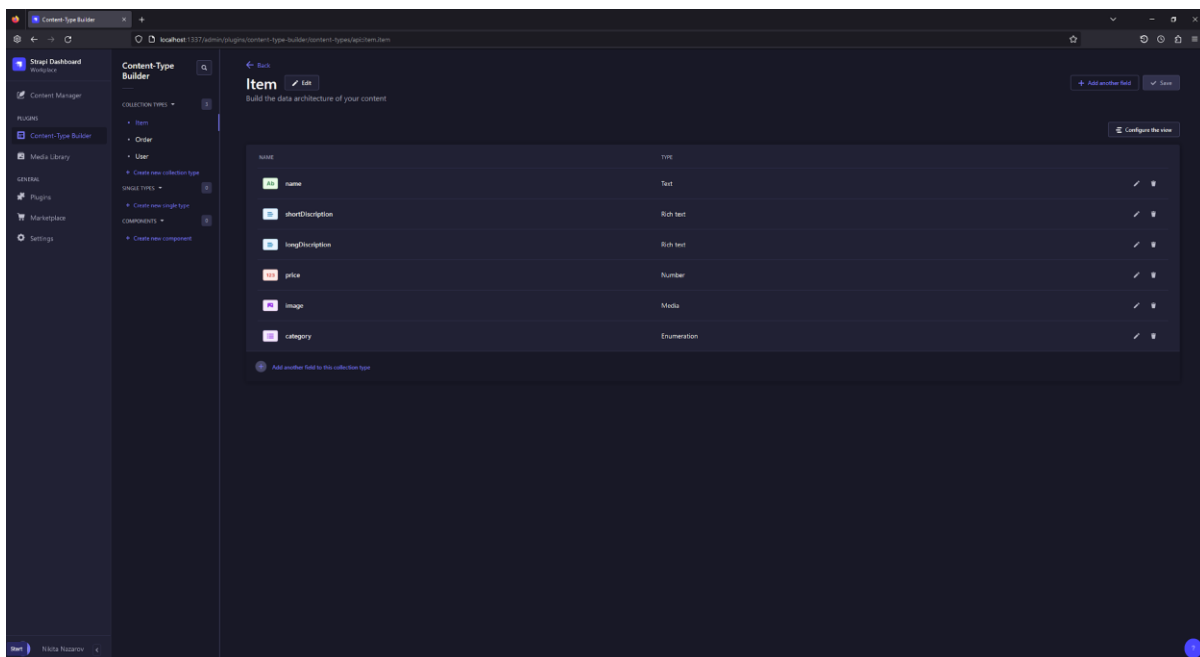 Content-Type Builder
localhost:1337/admin/plugins/content-type-builder/content-types/api::item.item
Strapi Dashboard
Workplace
Content Manager
PLUGINS
Content-Type Builder
Media Library
GENERAL
Plugins
Marketplace
Settings
Start
Nikita Nazarov
Content-Type
Builder
COLLECTION TYPES
3
Item
Order
User
+ Create new collection type
SINGLE TYPES
0
+ Create new single type
COMPONENTS
0
+ Create new component
Back
Item
Edit
Build the data architecture of your content
+ Add another field
Save
Configure the view
NAME TYPE
Ab name Text
shortDiscription Rich text
longDiscription Rich text
123 price Number
image Media
category Enumeration
+ Add another field to this collection type
?